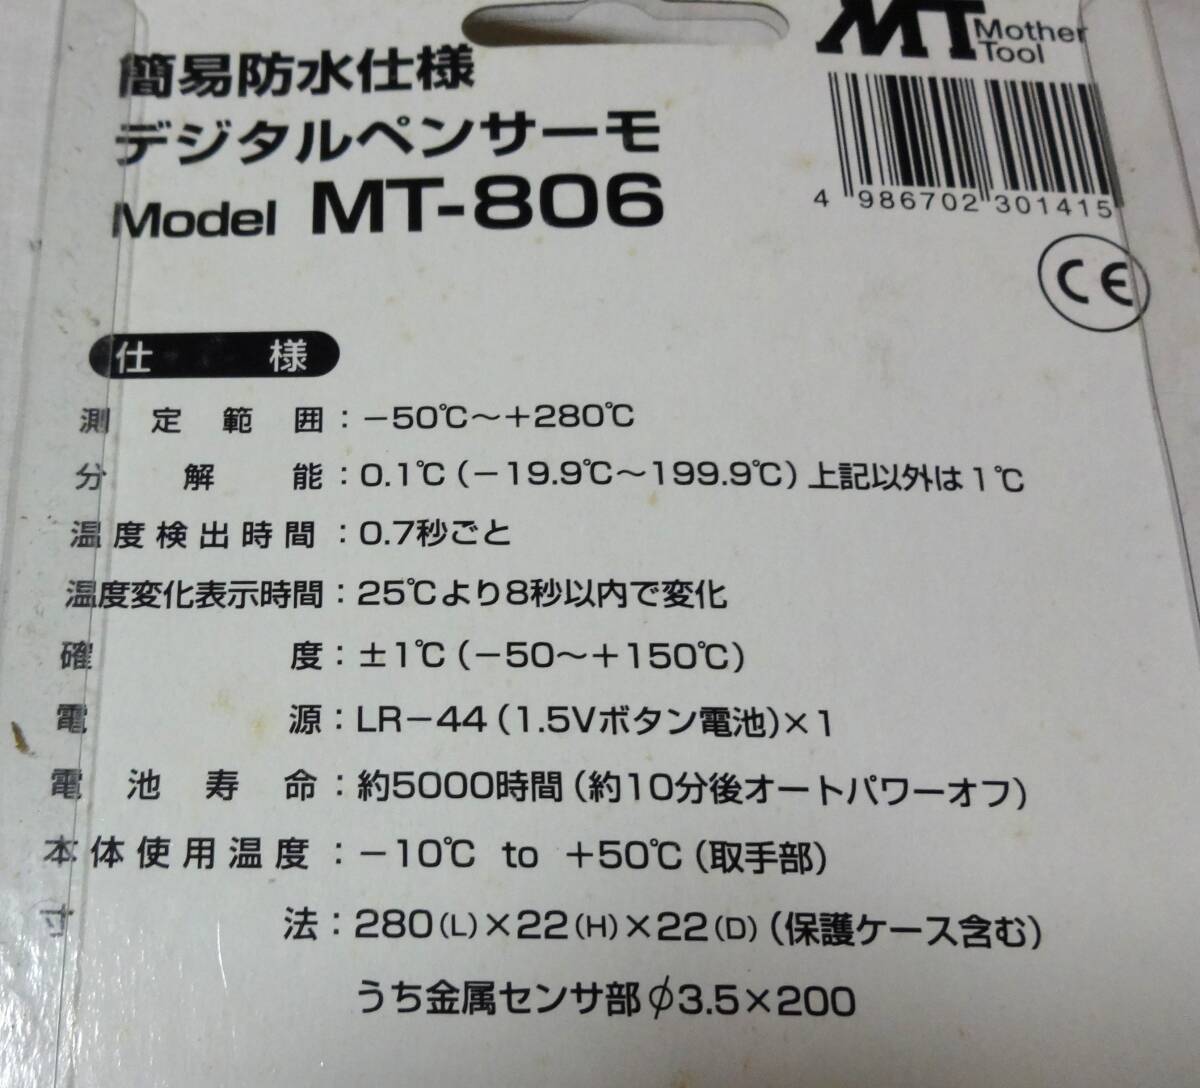 MT Mother Tool
簡易防水仕様
デジタルペンサーモ
Model MT-806
4 986702 301415
CE
仕様
測定範囲：−50℃〜＋280℃
分解能：0.1℃（−19.9℃〜199.9℃）上記以外は1℃
温度検出時間：0.7秒ごと
温度変化表示時間：25℃より8秒以内で変化
確度：±1℃（−50〜＋150℃）
電源：LR−44（1.5Vボタン電池）×1
電池寿命：約5000時間（約10分後オートパワーオフ）
本体使用温度：−10℃ to ＋50℃（取手部）
寸法：280(L)×22(H)×22(D)（保護ケース含む）
うち金属センサ部φ3.5×200